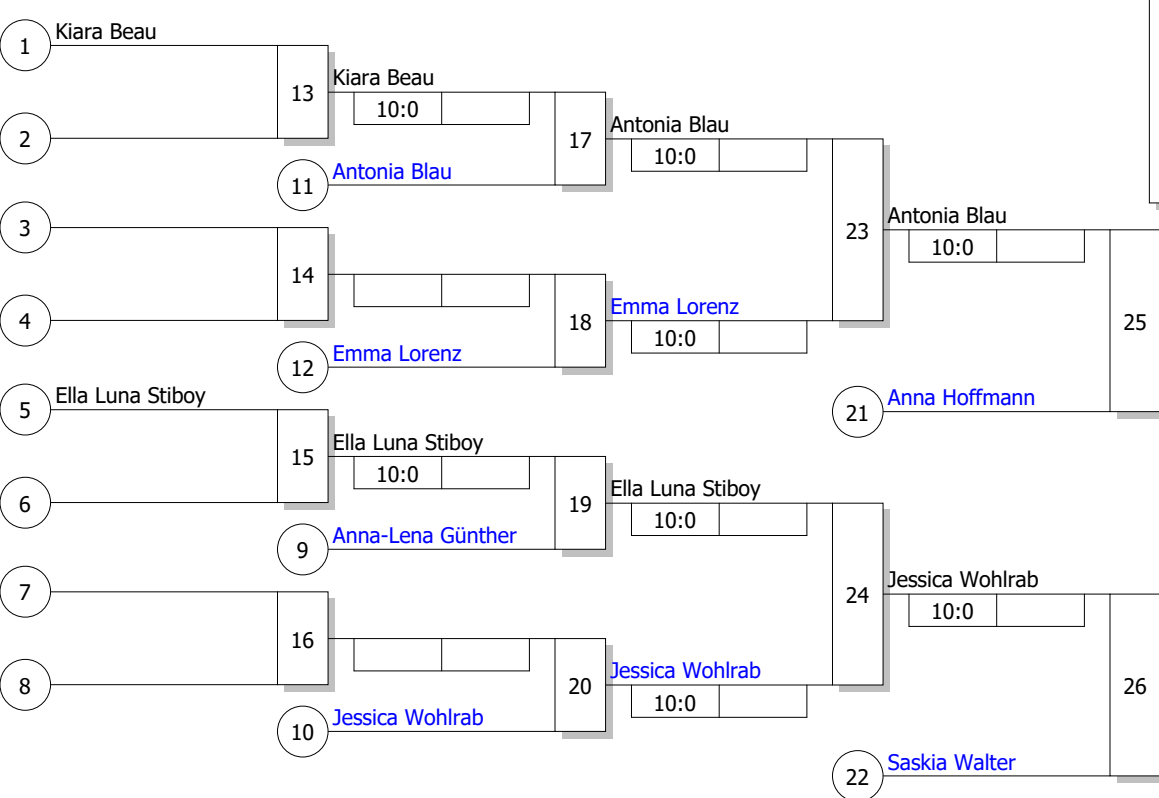 1
Kiara Beau
13
Kiara Beau
10:0
2
17
Antonia Blau
10:0
11
Antonia Blau
3
23
Antonia Blau
10:0
14
4
18
Emma Lorenz
10:0
25
12
Emma Lorenz
5
Ella Luna Stiboy
21
Anna Hoffmann
15
Ella Luna Stiboy
10:0
6
19
Ella Luna Stiboy
10:0
9
Anna-Lena Günther
7
24
Jessica Wohlrab
10:0
16
8
20
Jessica Wohlrab
10:0
26
10
Jessica Wohlrab
22
Saskia Walter